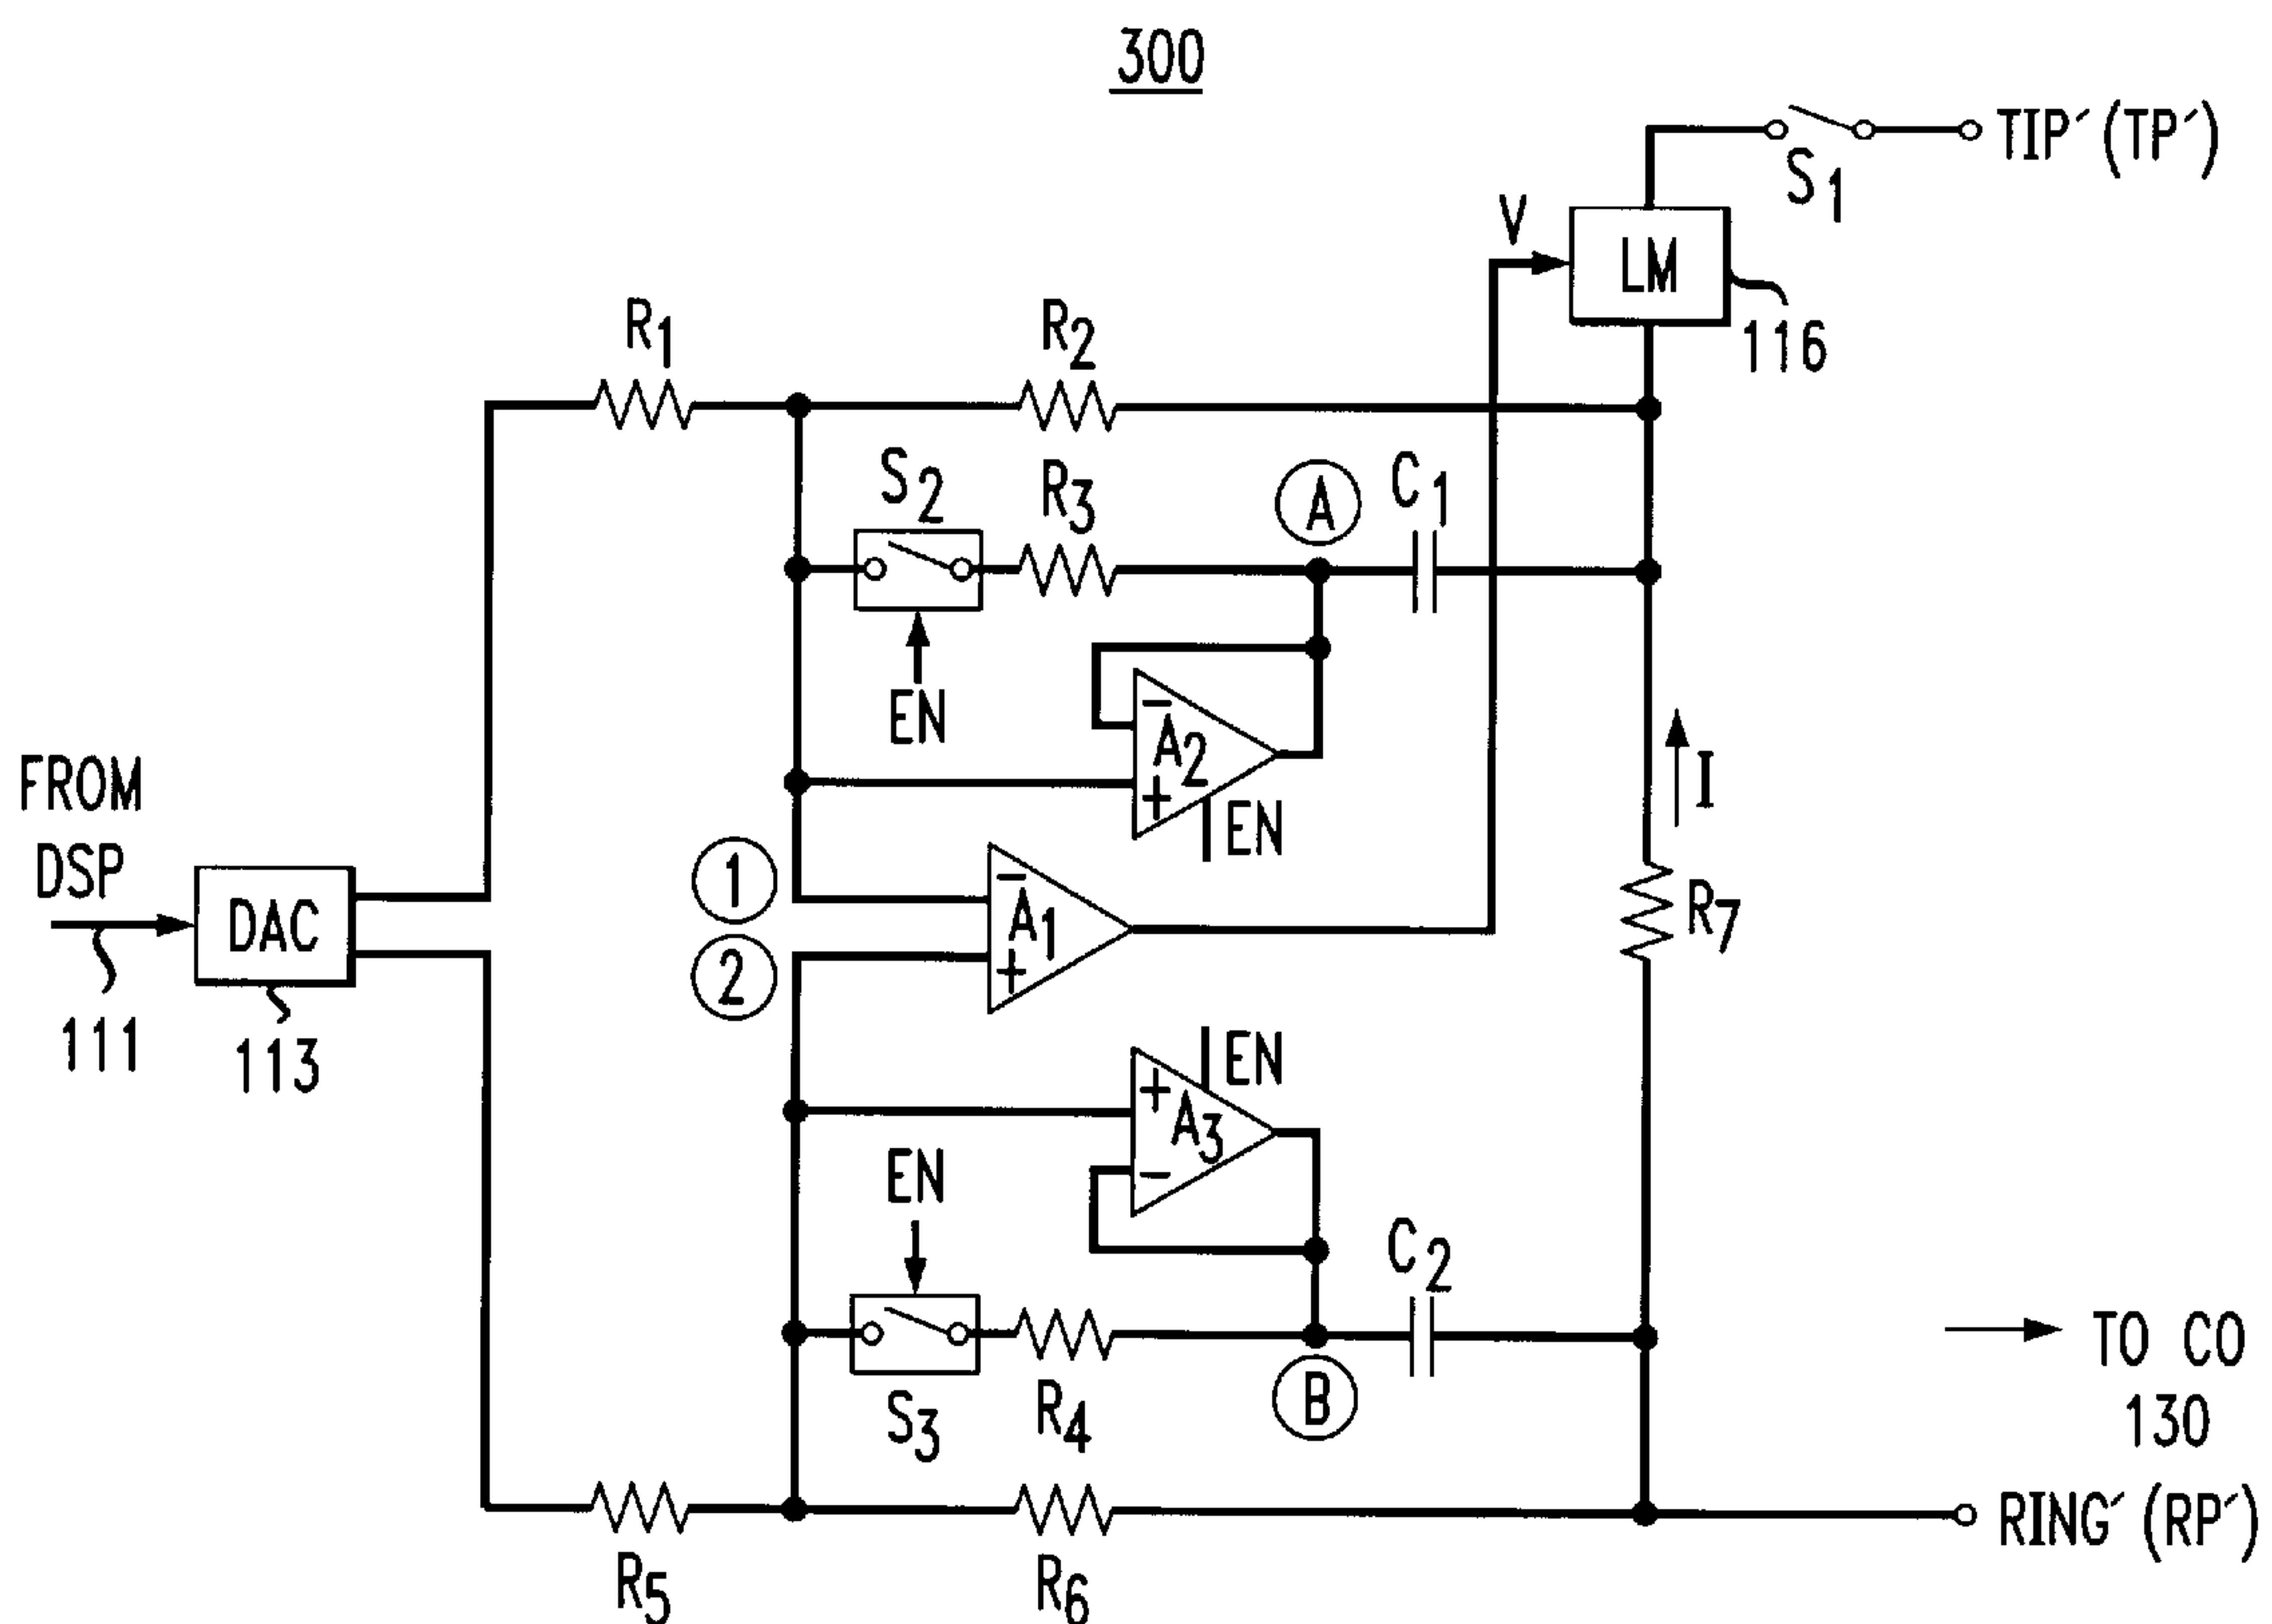 300
TIP´(TP´)
S1
V
LM
116
R1
R2
S2
R3
A
C1
EN
−
A2
+
EN
I
FROM
DSP
111
DAC
113
1
2
−
A1
+
R7
EN
+
A3
−
EN
C2
S3
R4
B
TO CO
130
R5
R6
RING´(RP´)